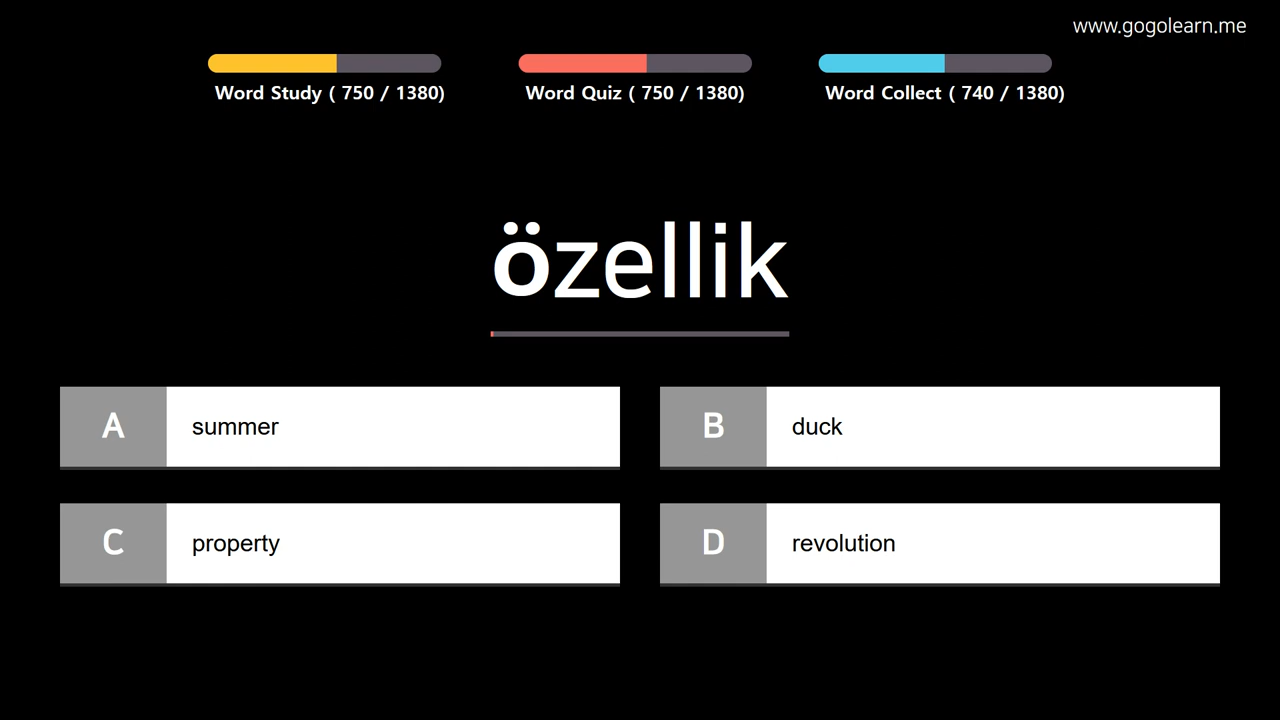 www.gogolearn.me
Word Study ( 750 / 1380)
Word Quiz ( 750 / 1380)
Word Collect ( 740 / 1380)
özellik
A summer
B duck
C property
D revolution